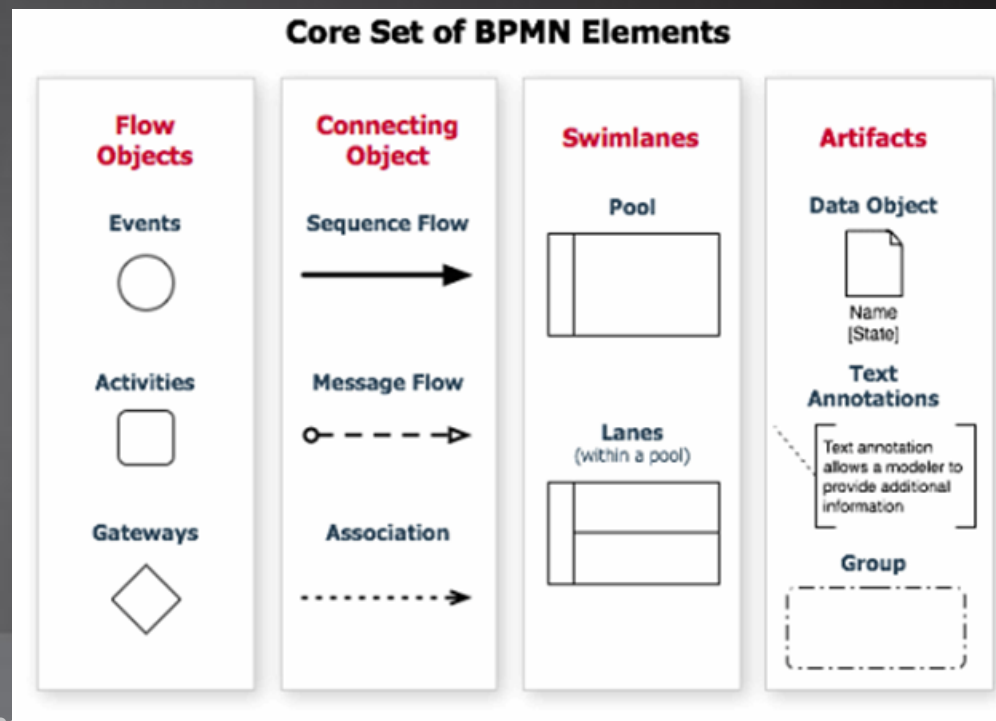 Core Set of BPMN Elements
Flow
Objects
Events
Activities
Gateways
Connecting
Object
Sequence Flow
Message Flow
Association
Swimlanes
Pool
Lanes
(within a pool)
Artifacts
Data Object
Name
[State]
Text
Annotations
Text annotation
allows a modeler to
provide additional
information
Group